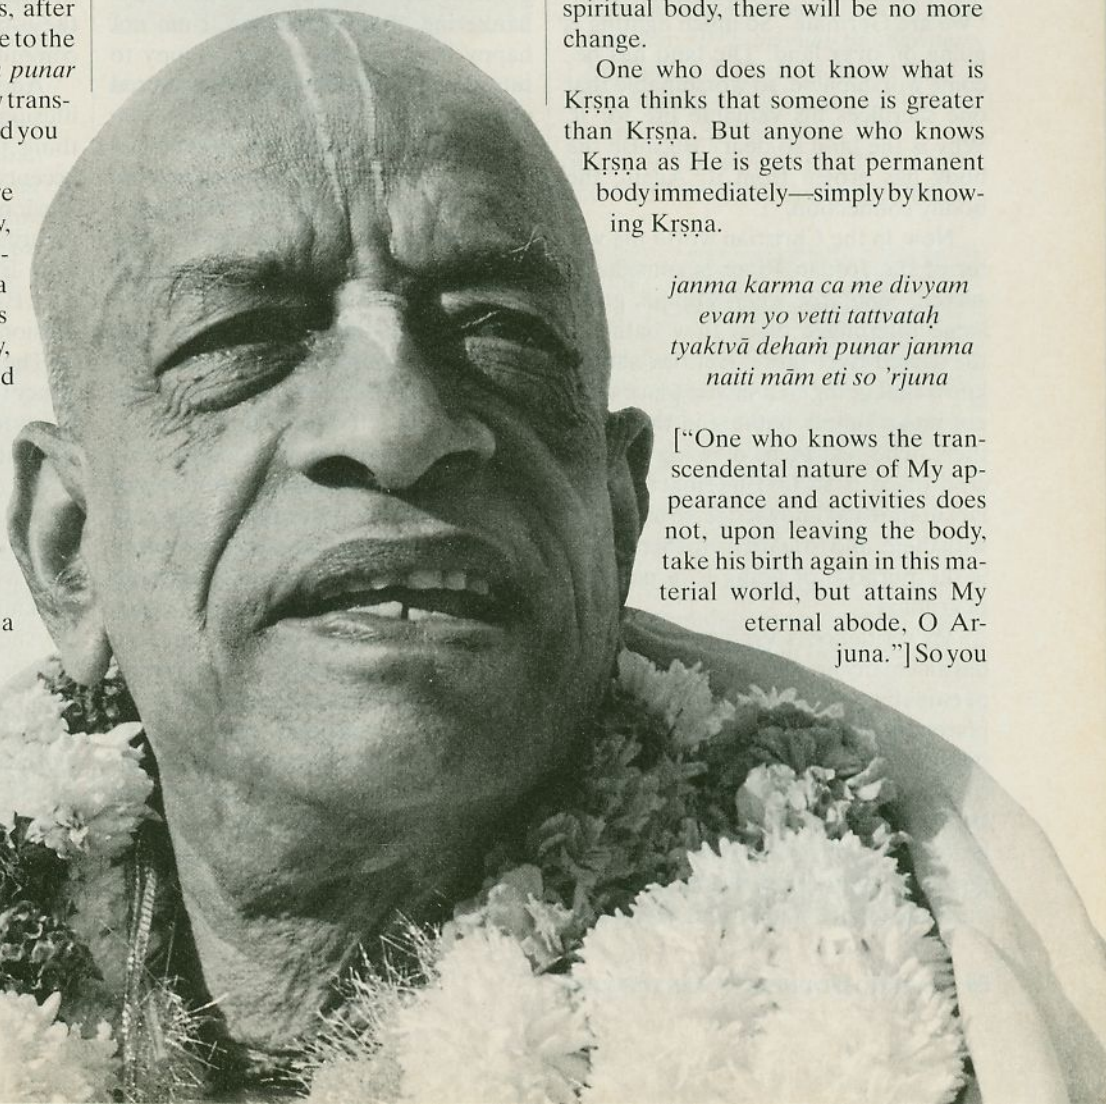 s, after
e to the
punar
trans-
d you
e
v,
-
a
s
y,
d
a
spiritual body, there will be no more
change.
One who does not know what is
Kṛṣṇa thinks that someone is greater
than Kṛṣṇa. But anyone who knows
Kṛṣṇa as He is gets that permanent
body immediately—simply by know-
ing Kṛṣṇa.
janma karma ca me divyam
evam yo vetti tattvataḥ
tyaktvā dehaṁ punar janma
naiti mām eti so ’rjuna
[“One who knows the tran-
scendental nature of My ap-
pearance and activities does
not, upon leaving the body,
take his birth again in this ma-
terial world, but attains My
eternal abode, O Ar-
juna.”] So you